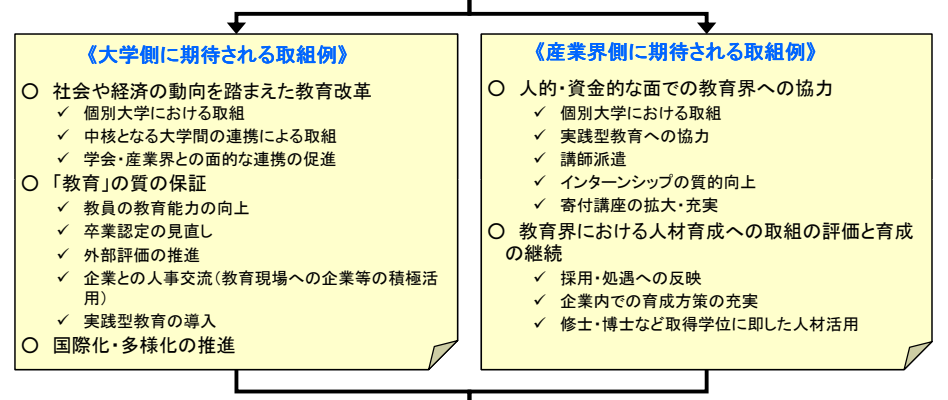 《大学側に期待される取組例》
○ 社会や経済の動向を踏まえた教育改革
✓ 個別大学における取組
✓ 中核となる大学間の連携による取組
✓ 学会・産業界との面的な連携の促進
○ 「教育」の質の保証
✓ 教員の教育能力の向上
✓ 卒業認定の見直し
✓ 外部評価の推進
✓ 企業との人事交流(教育現場への企業等の積極活
用)
✓ 実践型教育の導入
○ 国際化・多様化の推進
《産業界側に期待される取組例》
○ 人的・資金的な面での教育界への協力
✓ 個別大学における取組
✓ 実践型教育への協力
✓ 講師派遣
✓ インターンシップの質的向上
✓ 寄付講座の拡大・充実
○ 教育界における人材育成への取組の評価と育成
の継続
✓ 採用・処遇への反映
✓ 企業内での育成方策の充実
✓ 修士・博士など取得学位に即した人材活用